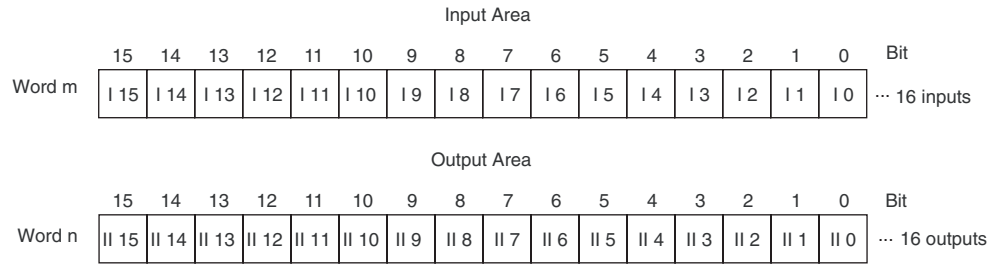 Input Area
15 14 13 12 11 10 9 8 7 6 5 4 3 2 1 0 Bit
Word m I 15 I 14 I 13 I 12 I 11 I 10 I 9 I 8 I 7 I 6 I 5 I 4 I 3 I 2 I 1 I 0 ··· 16 inputs
Output Area
15 14 13 12 11 10 9 8 7 6 5 4 3 2 1 0 Bit
Word n II 15 II 14 II 13 II 12 II 11 II 10 II 9 II 8 II 7 II 6 II 5 II 4 II 3 II 2 II 1 II 0 ··· 16 outputs